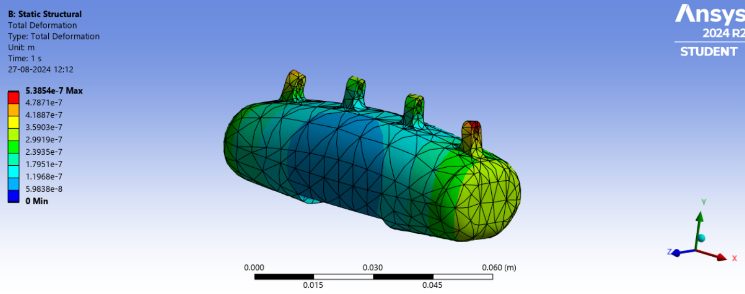 B: Static Structural
Total Deformation
Type: Total Deformation
Unit: m
Time: 1 s
27-08-2024 12:12
5.3854e-7 Max
4.7871e-7
4.1887e-7
3.5903e-7
2.9919e-7
2.3935e-7
1.7951e-7
1.1968e-7
5.9838e-8
0 Min
Ansys
2024 R2
STUDENT
0.000 0.030 0.060 (m)
0.015 0.045
Y
Z X